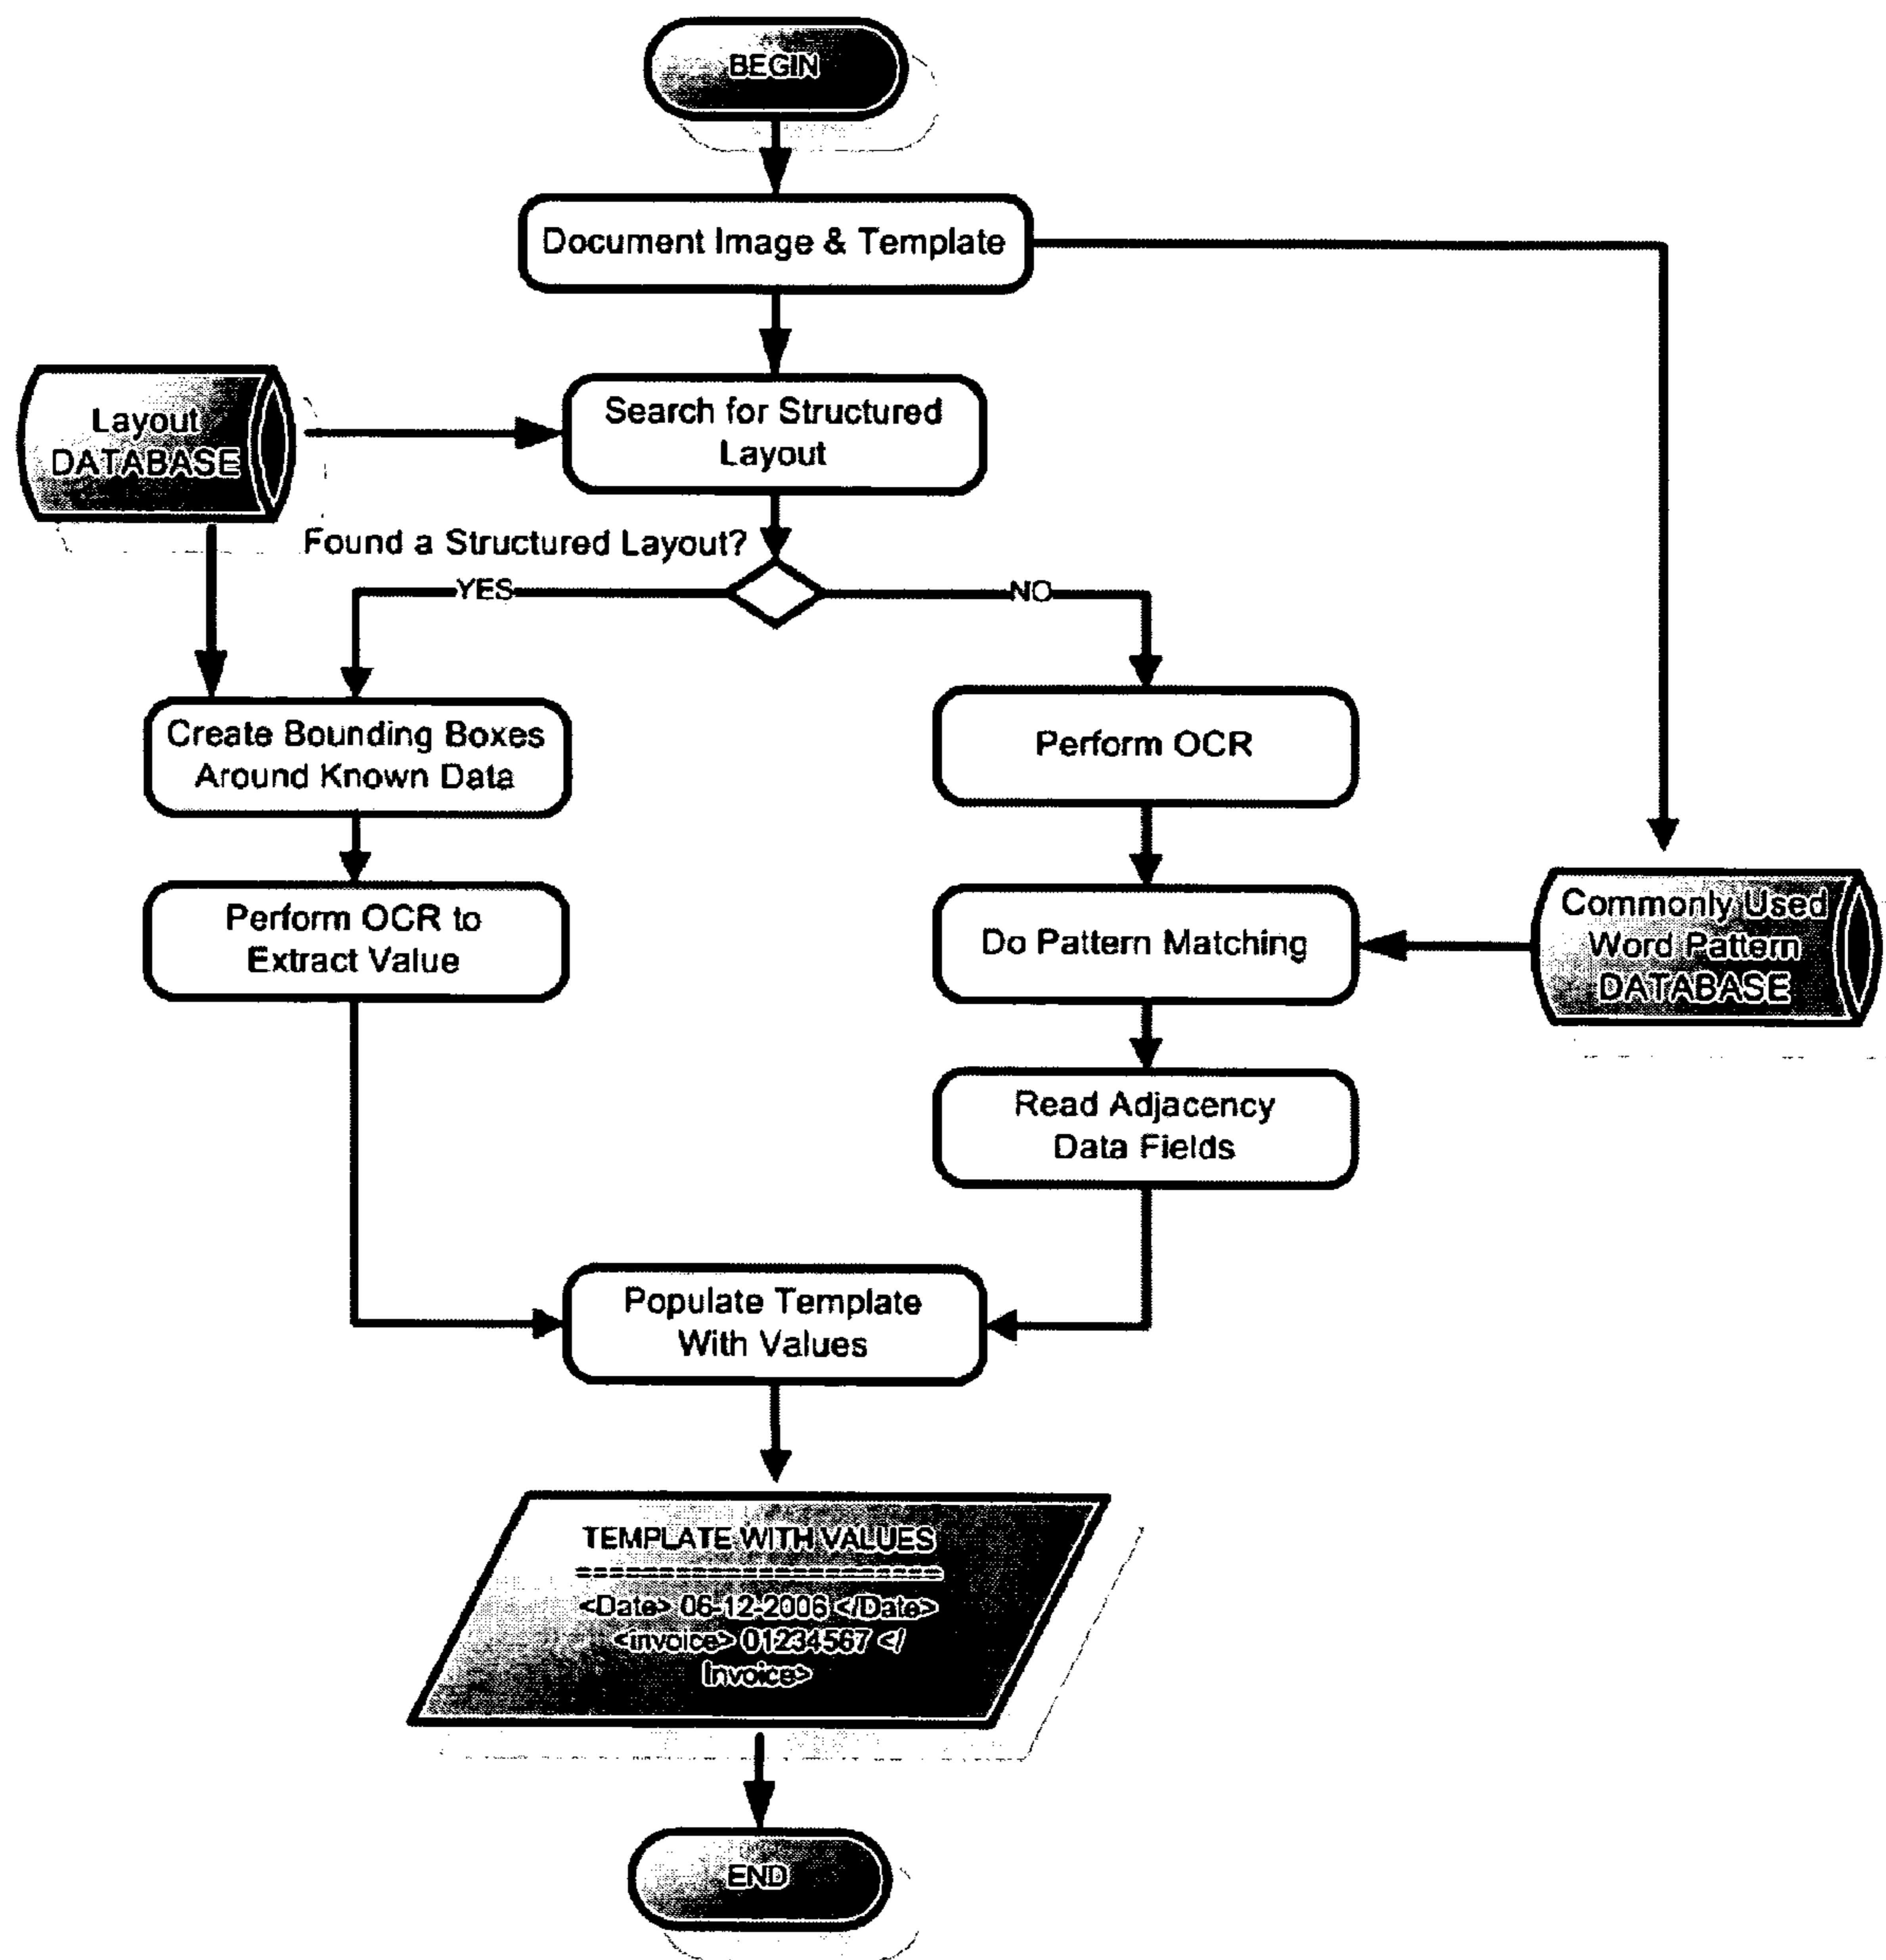 BEGIN
Document Image & Template
Layout
DATABASE
Search for Structured
Layout
Found a Structured Layout?
YES
NO
Create Bounding Boxes
Around Known Data
Perform OCR
Perform OCR to
Extract Value
Do Pattern Matching
Commonly Used
Word Pattern
DATABASE
Read Adjacency
Data Fields
Populate Template
With Values
TEMPLATE WITH VALUES
=======================
<Date> 06-12-2006 </Date>
<invoice> 01234567 </
Invoice>
END